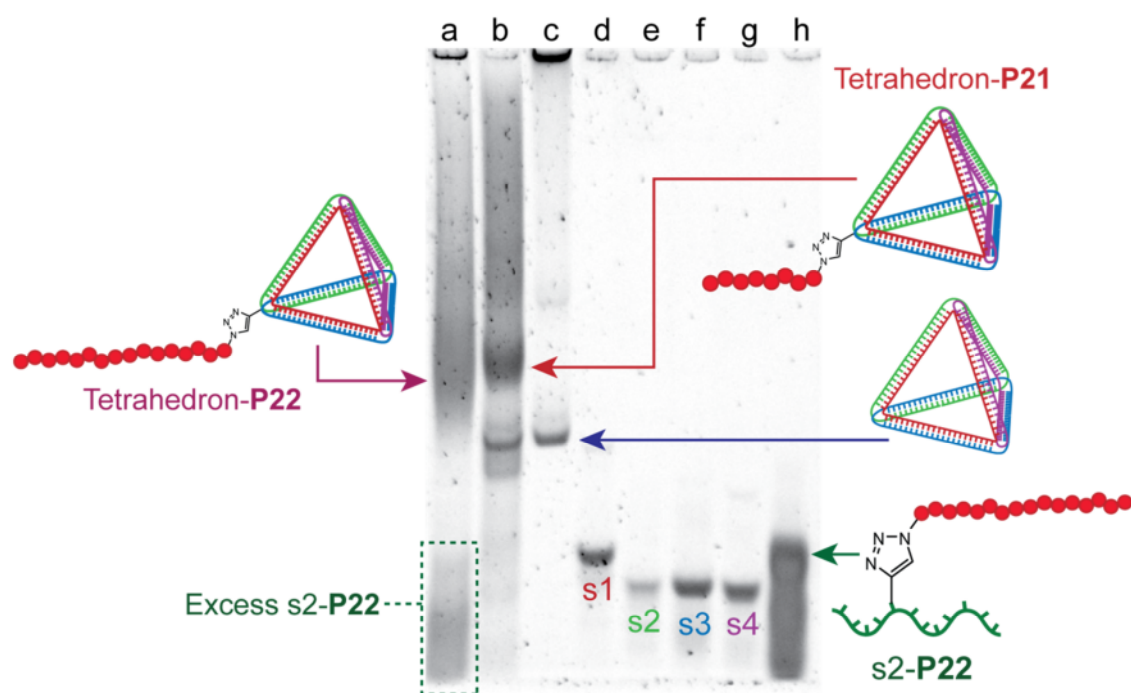 a b c d e f g h
Tetrahedron-P21
Tetrahedron-P22
N
N
N
N
N
N
Excess s2-P22
s1
s2
s3
s4
N
N
N
s2-P22